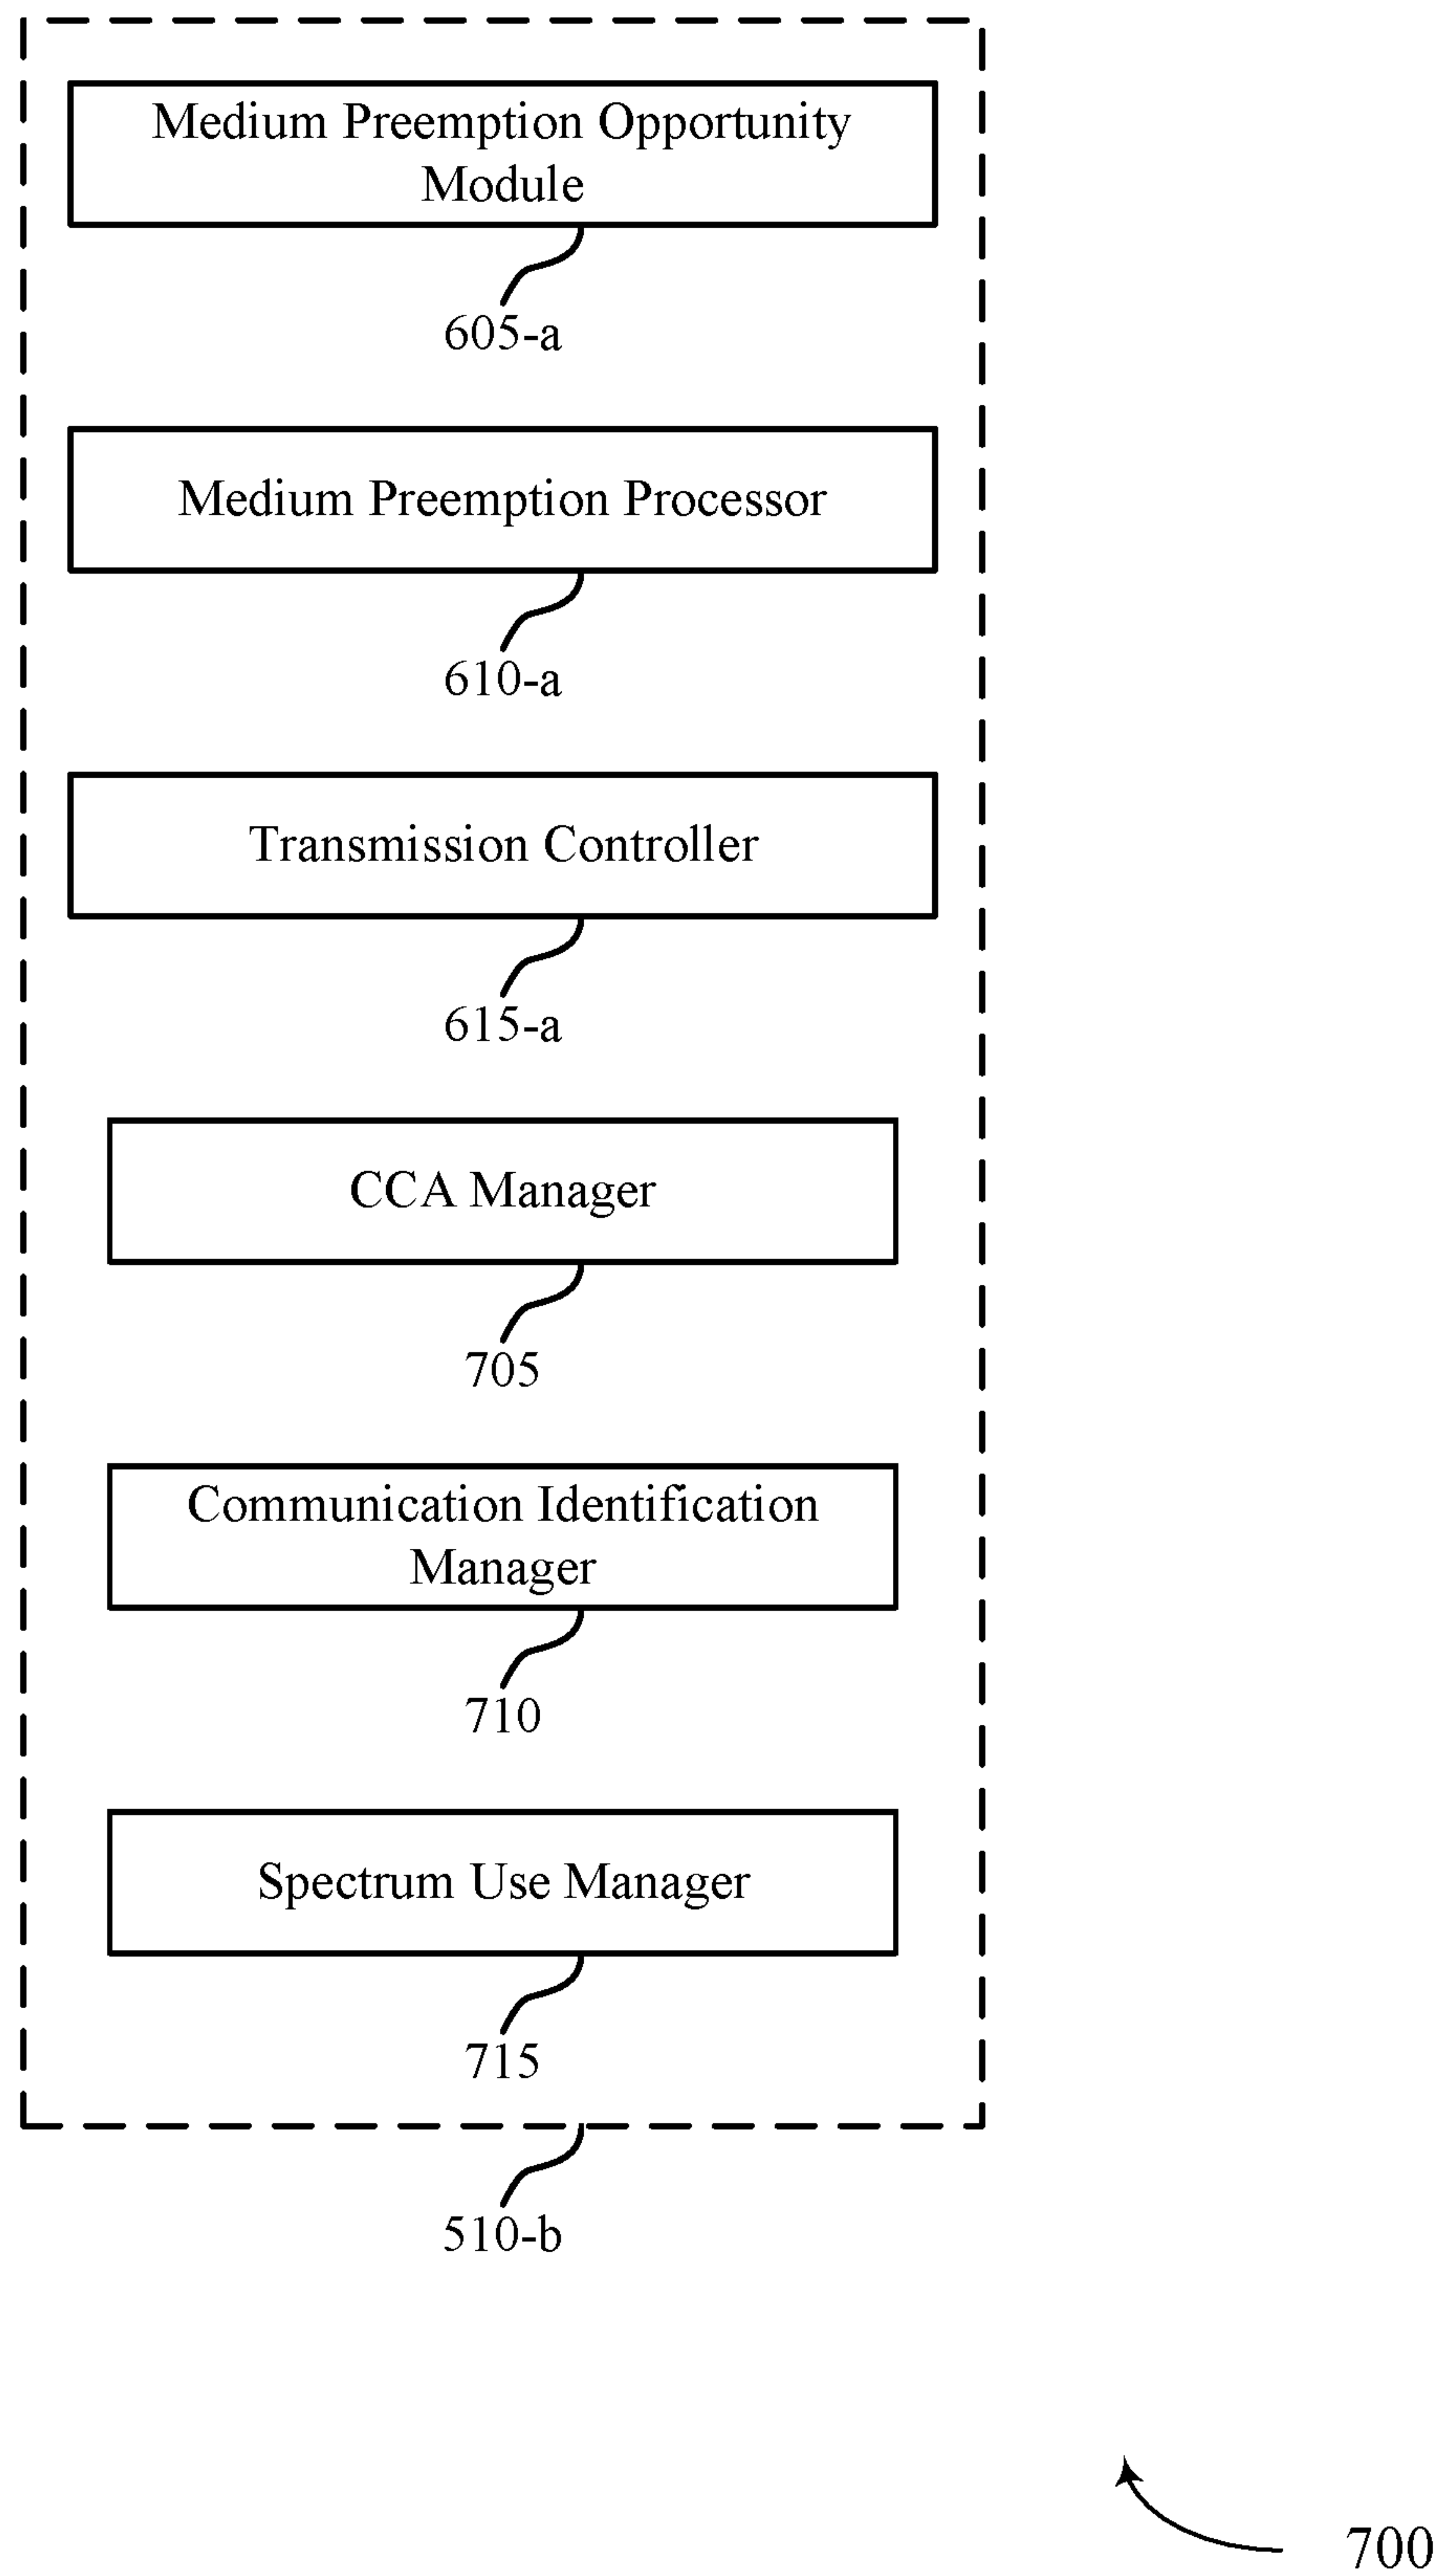 Medium Preemption Opportunity
Module
605-a
Medium Preemption Processor
610-a
Transmission Controller
615-a
CCA Manager
705
Communication Identification
Manager
710
Spectrum Use Manager
715
510-b
700